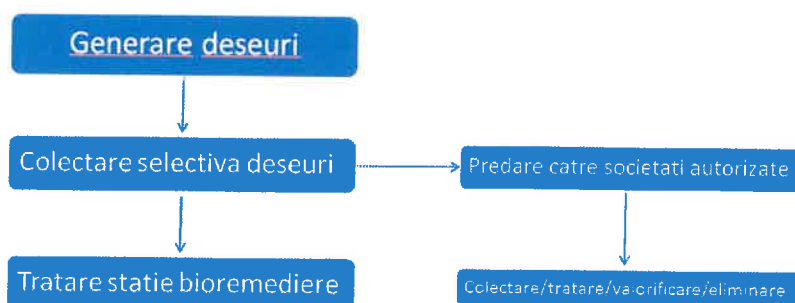 Generare deseuri
Colectare selectiva deseuri
Predare catre societati autorizate
Tratare statie bioremediere
Colectare/tratare/valorificare/eliminare